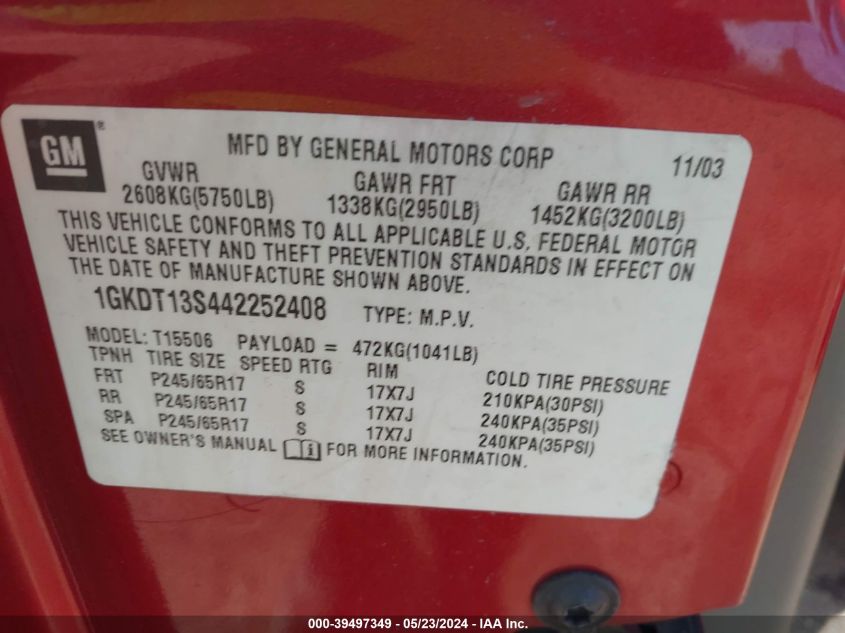 GM ® MFD BY GENERAL MOTORS CORP 11/03
GVWR GAWR FRT GAWR RR
2608KG(5750LB) 1338KG(2950LB) 1452KG(3200LB)
THIS VEHICLE CONFORMS TO ALL APPLICABLE U.S. FEDERAL MOTOR
VEHICLE SAFETY AND THEFT PREVENTION STANDARDS IN EFFECT ON
THE DATE OF MANUFACTURE SHOWN ABOVE.
1GKDT13S442252408 TYPE: M.P.V.
MODEL: T15506 PAYLOAD = 472KG(1041LB)
TPNH TIRE SIZE SPEED RTG RIM COLD TIRE PRESSURE
FRT P245/65R17 S 17X7J 210KPA(30PSI)
RR P245/65R17 S 17X7J 240KPA(35PSI)
SPA P245/65R17 S 17X7J 240KPA(35PSI)
SEE OWNER'S MANUAL FOR MORE INFORMATION.
000-39497349 - 05/23/2024 - IAA Inc.